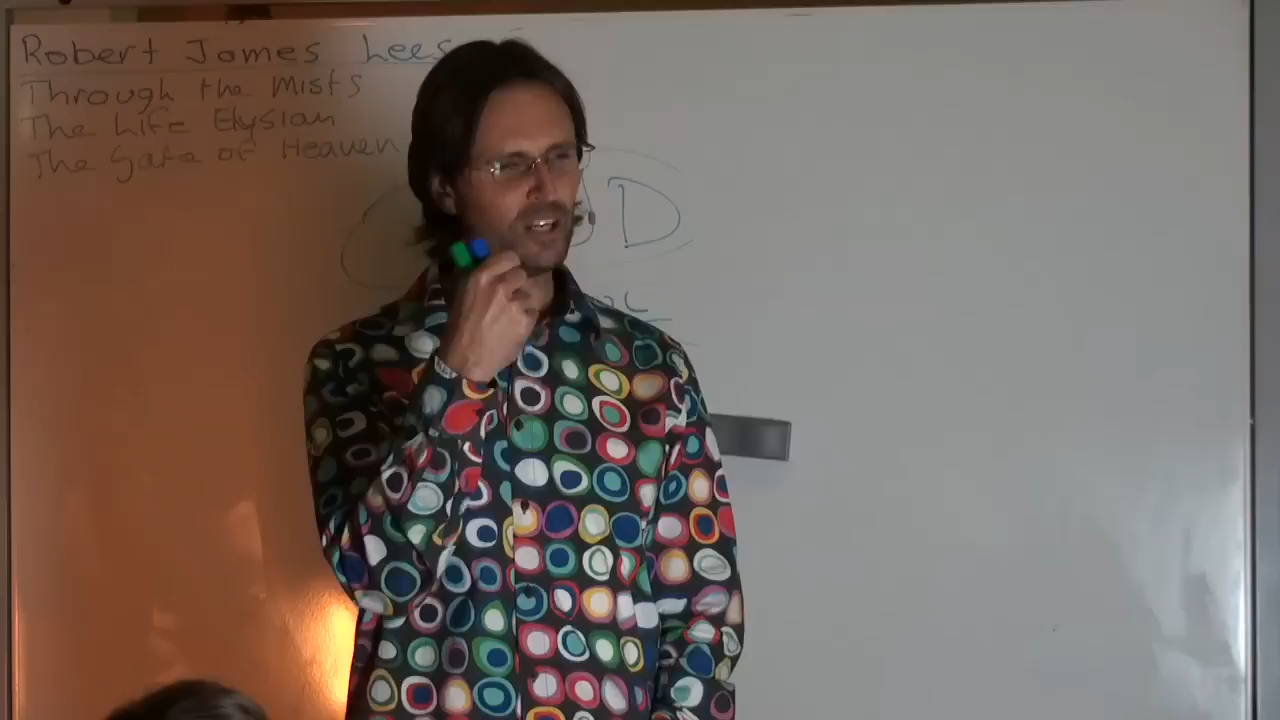 Robert James Lees
Through the Mists
The Life Elysian
The Gate of Heaven
D